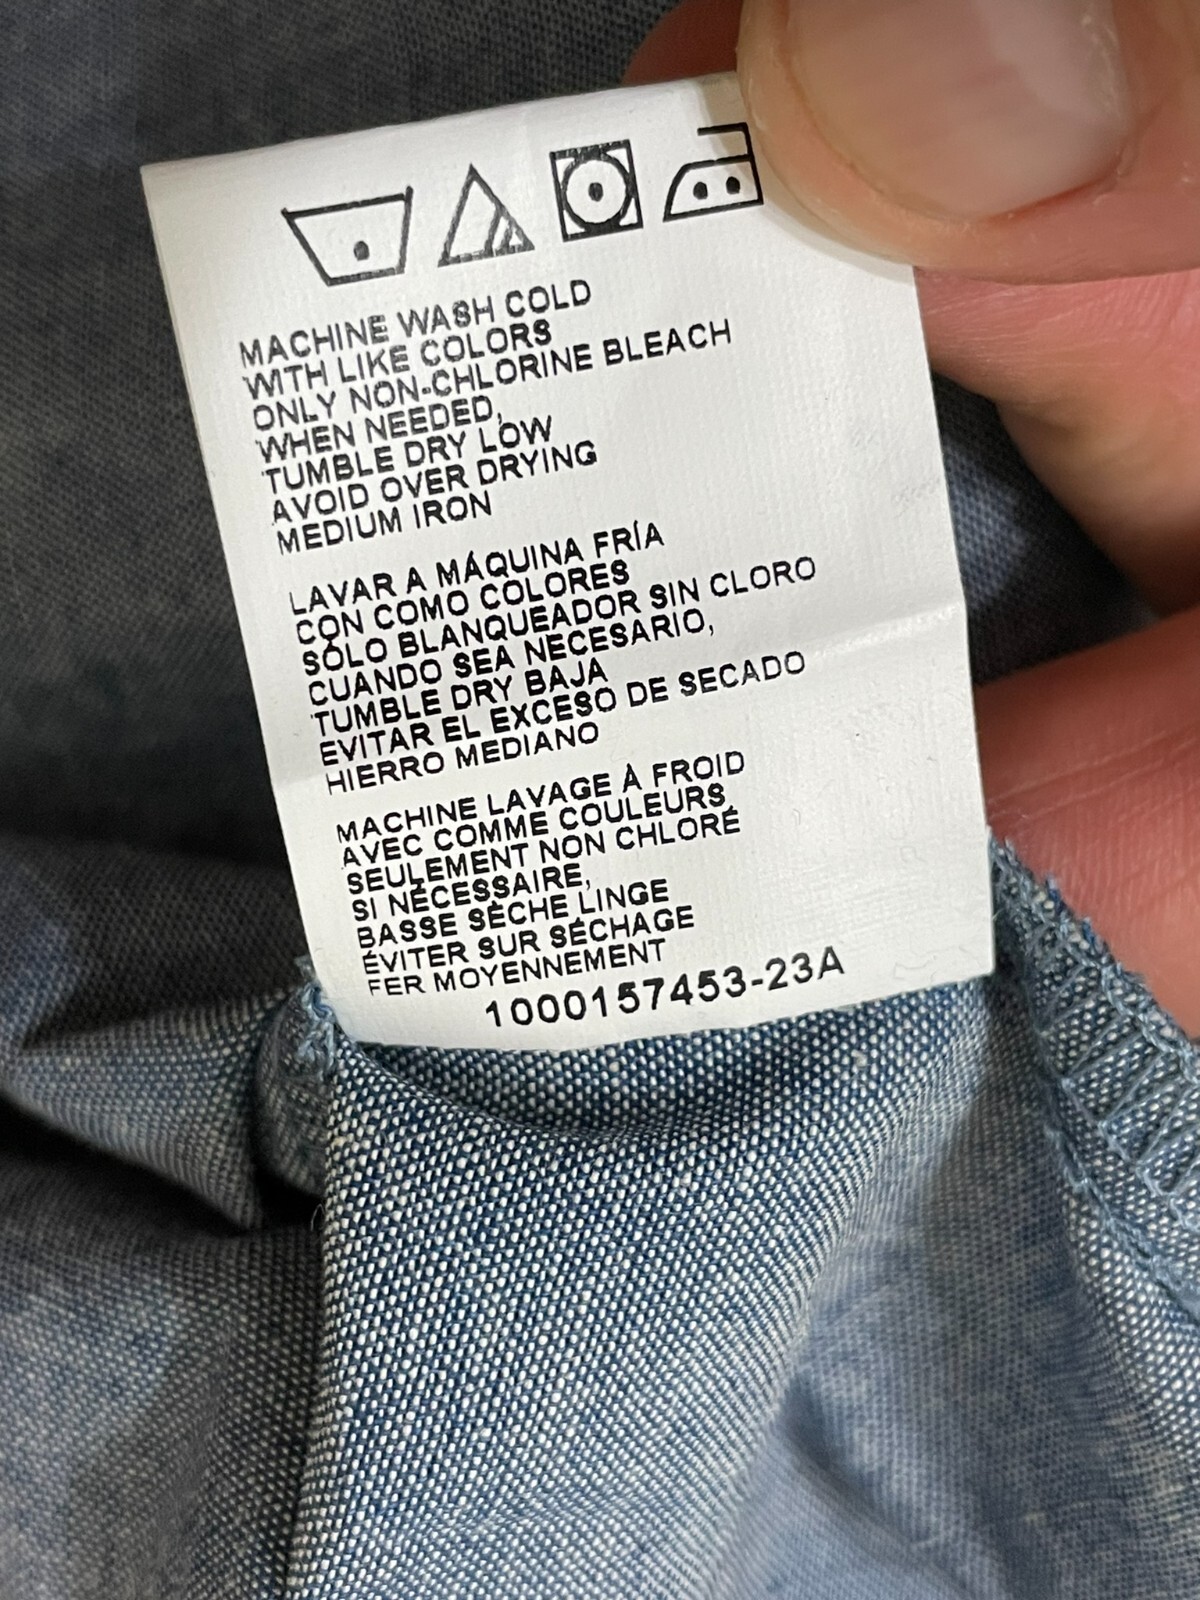 MACHINE WASH COLD
WITH LIKE COLORS
ONLY NON-CHLORINE BLEACH
WHEN NEEDED,
TUMBLE DRY LOW
AVOID OVER DRYING
MEDIUM IRON
LAVAR A MÁQUINA FRÍA
CON COMO COLORES
SÓLO BLANQUEADOR SIN CLORO
CUANDO SEA NECESARIO,
TUMBLE DRY BAJA
EVITAR EL EXCESO DE SECADO
HIERRO MEDIANO
MACHINE LAVAGE À FROID
AVEC COMME COULEURS,
SEULEMENT NON CHLORÉ
SI NÉCESSAIRE,
BASSE SÈCHE LINGE
ÉVITER SUR SÉCHAGE
FER MOYENNEMENT
1000157453-23A